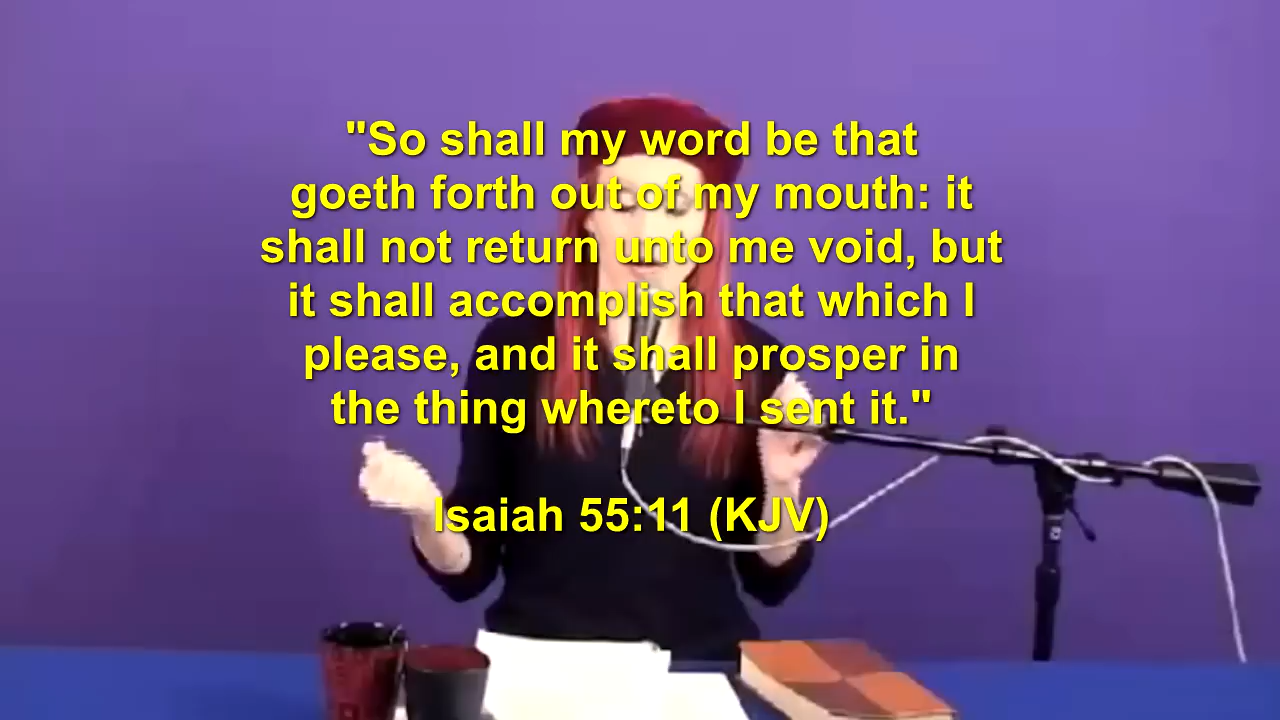 "So shall my word be that
goeth forth out of my mouth: it
shall not return unto me void, but
it shall accomplish that which I
please, and it shall prosper in
the thing whereto I sent it."
Isaiah 55:11 (KJV)